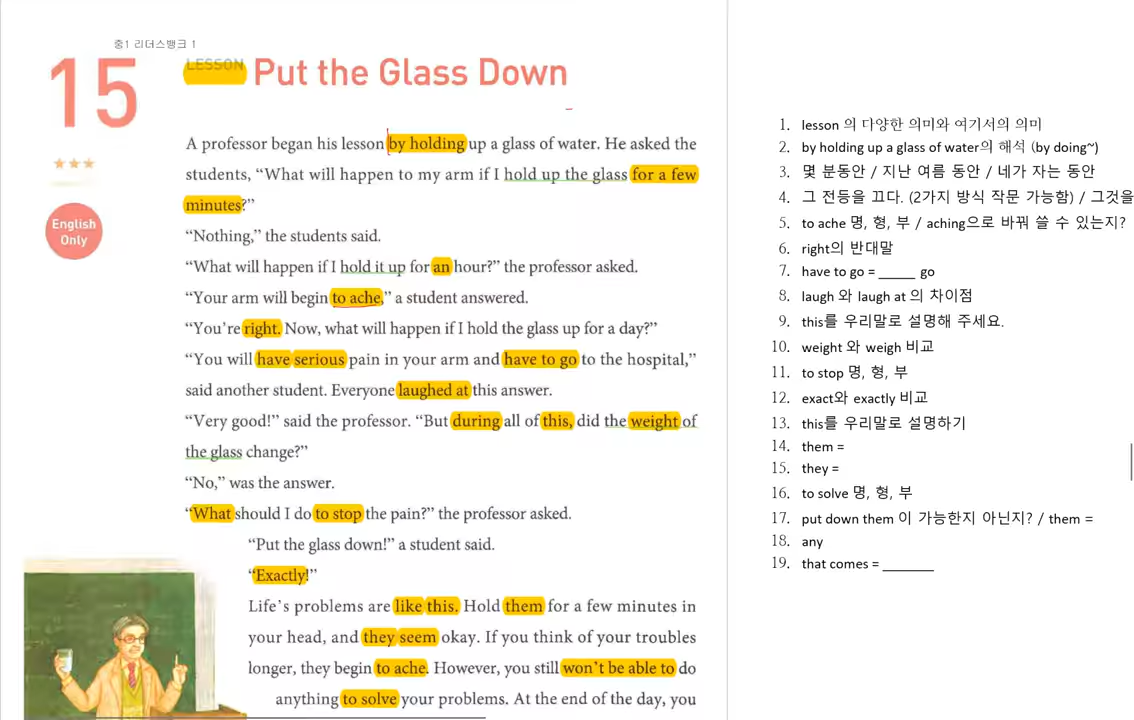 중1 리더스뱅크 1
15
LESSON
Put the Glass Down
English
Only
A professor began his lesson by holding up a glass of water. He asked the
students, “What will happen to my arm if I hold up the glass for a few
minutes?”
“Nothing,” the students said.
“What will happen if I hold it up for an hour?” the professor asked.
“Your arm will begin to ache,” a student answered.
“You’re right. Now, what will happen if I hold the glass up for a day?”
“You will have serious pain in your arm and have to go to the hospital,”
said another student. Everyone laughed at this answer.
“Very good!” said the professor. “But during all of this, did the weight of
the glass change?”
“No,” was the answer.
“What should I do to stop the pain?” the professor asked.
“Put the glass down!” a student said.
“Exactly!”
Life’s problems are like this. Hold them for a few minutes in
your head, and they seem okay. If you think of your troubles
longer, they begin to ache. However, you still won’t be able to do
anything to solve your problems. At the end of the day, you
1. lesson 의 다양한 의미와 여기서의 의미
2. by holding up a glass of water의 해석 (by doing~)
3. 몇 분동안 / 지난 여름 동안 / 네가 자는 동안
4. 그 전등을 끄다. (2가지 방식 작문 가능함) / 그것을
5. to ache 명, 형, 부 / aching으로 바꿔 쓸 수 있는지?
6. right의 반대말
7. have to go = _____ go
8. laugh 와 laugh at 의 차이점
9. this를 우리말로 설명해 주세요.
10. weight 와 weigh 비교
11. to stop 명, 형, 부
12. exact와 exactly 비교
13. this를 우리말로 설명하기
14. them =
15. they =
16. to solve 명, 형, 부
17. put down them 이 가능한지 아닌지? / them =
18. any
19. that comes = _______